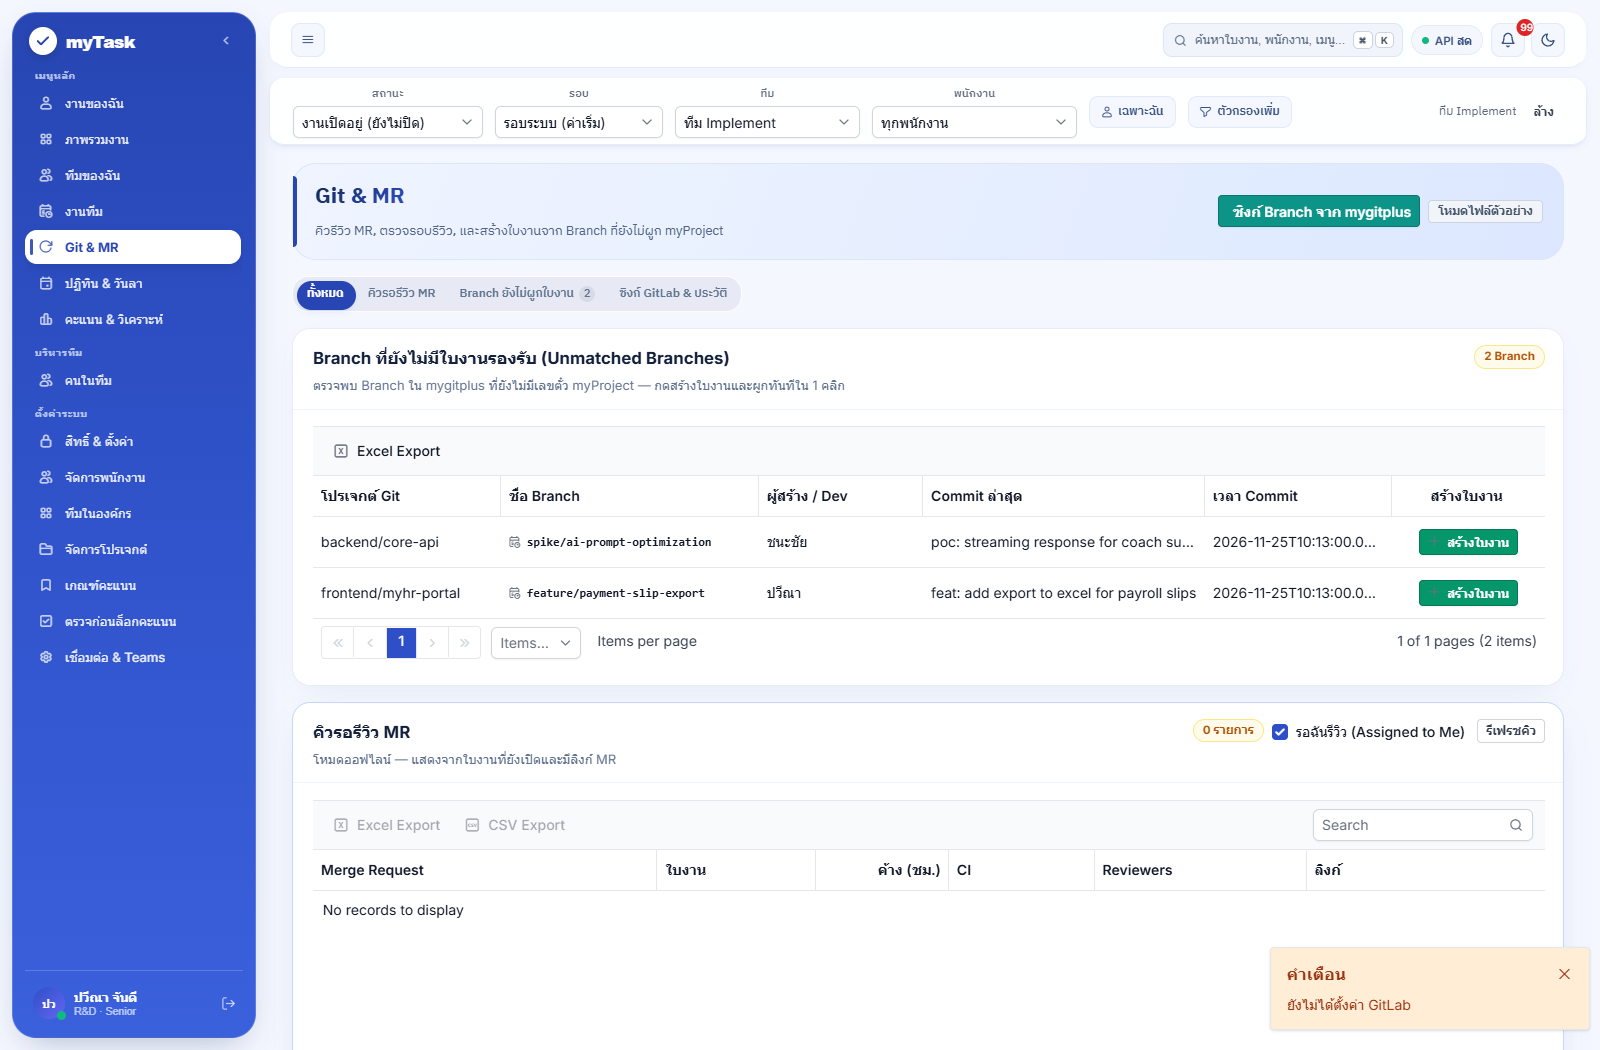 myTask
เมนูหลัก
งานของฉัน
ภาพรวมงาน
ทีมของฉัน
งานทีม
Git & MR
ปฏิทิน & วันลา
คะแนน & วิเคราะห์
บริหารทีม
คนในทีม
ตั้งค่าระบบ
สิทธิ์ & ตั้งค่า
จัดการพนักงาน
ทีมในองค์กร
จัดการโปรเจกต์
เกณฑ์คะแนน
ตรวจก่อนล็อกคะแนน
เชื่อมต่อ & Teams
ปว
ปวีณา จันดี
R&D · Senior
ค้นหาใบงาน, พนักงาน, เมนู...
⌘ K
API สด
99
สถานะ
งานเปิดอยู่ (ยังไม่ปิด)
รอบ
รอบระบบ (ค่าเริ่ม)
ทีม
ทีม Implement
พนักงาน
ทุกพนักงาน
เฉพาะฉัน
ตัวกรองเพิ่ม
ทีม Implement
ล้าง
Git & MR
คิวรีวิว MR, ตรวจรอบรีวิว, และสร้างใบงานจาก Branch ที่ยังไม่ผูก myProject
ซิงก์ Branch จาก mygitplus
โหมดไฟล์ตัวอย่าง
ทั้งหมด
คิวรอรีวิว MR
Branch ยังไม่ผูกใบงาน 2
ซิงก์ GitLab & ประวัติ
Branch ที่ยังไม่มีใบงานรองรับ (Unmatched Branches)
ตรวจพบ Branch ใน mygitplus ที่ยังไม่มีเลขตั๋ว myProject — กดสร้างใบงานและผูกทันทีใน 1 คลิก
2 Branch
Excel Export
โปรเจกต์ Git
ชื่อ Branch
ผู้สร้าง / Dev
Commit ล่าสุด
เวลา Commit
สร้างใบงาน
backend/core-api
spike/ai-prompt-optimization
ชนะชัย
poc: streaming response for coach su...
2026-11-25T10:13:00.0...
+ สร้างใบงาน
frontend/myhr-portal
feature/payment-slip-export
ปวีณา
feat: add export to excel for payroll slips
2026-11-25T10:13:00.0...
+ สร้างใบงาน
1
Items...
Items per page
1 of 1 pages (2 items)
คิวรอรีวิว MR
โหมดออฟไลน์ — แสดงจากใบงานที่ยังเปิดและมีลิงก์ MR
0 รายการ
รอฉันรีวิว (Assigned to Me)
รีเฟรชคิว
Excel Export
CSV Export
Search
Merge Request
ใบงาน
ค้าง (ชม.)
CI
Reviewers
ลิงก์
No records to display
คำเตือน
ยังไม่ได้ตั้งค่า GitLab